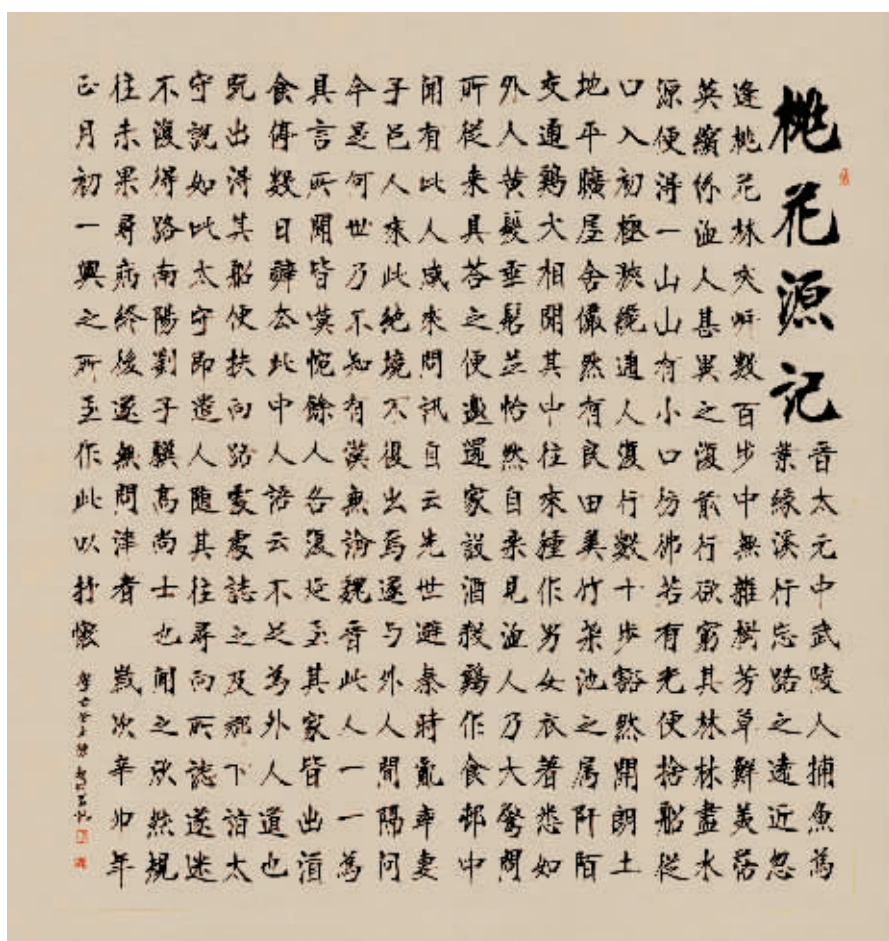 桃花源记
晋太元中武陵人捕魚為
業緣溪行忘路之遠近忽
逢桃花林夾岍數百步中無雜樹芳草鮮美落
英繽紛漁人甚異之復前行欲窮其林林盡水
源便得一山山有小口彷彿若有光便捨船從
口入初極狹纔通人復行數十步豁然開朗土
地平曠屋舍儼然有良田美竹桑池之属阡陌
交通鷄犬相聞其中往來種作男女衣着悉如
外人黄髮垂髫並怡然自樂見漁人乃大驚問
所從来具答之便邀還家設酒殺鷄作食邨中
聞有此人咸來問訊自云先世避秦時亂率妻
子邑人來此絶境不復出焉遂与外人間隔问
今是何世乃不知有漢無論魏晋此人一一為
具言所聞皆嘆惋餘人各復延至其家皆出酒
食停数日辭去此中人語云不足為外人道也
既出得其船便扶向路處處誌之及郡下詣太
守說如此太守即遣人隨其往尋向所誌遂迷
不復得路南陽劉子驥髙尚士也聞之欣然規
往未果尋病終後遂無問津者 歲次辛卯年
正月初一興之所至作此以抒懷